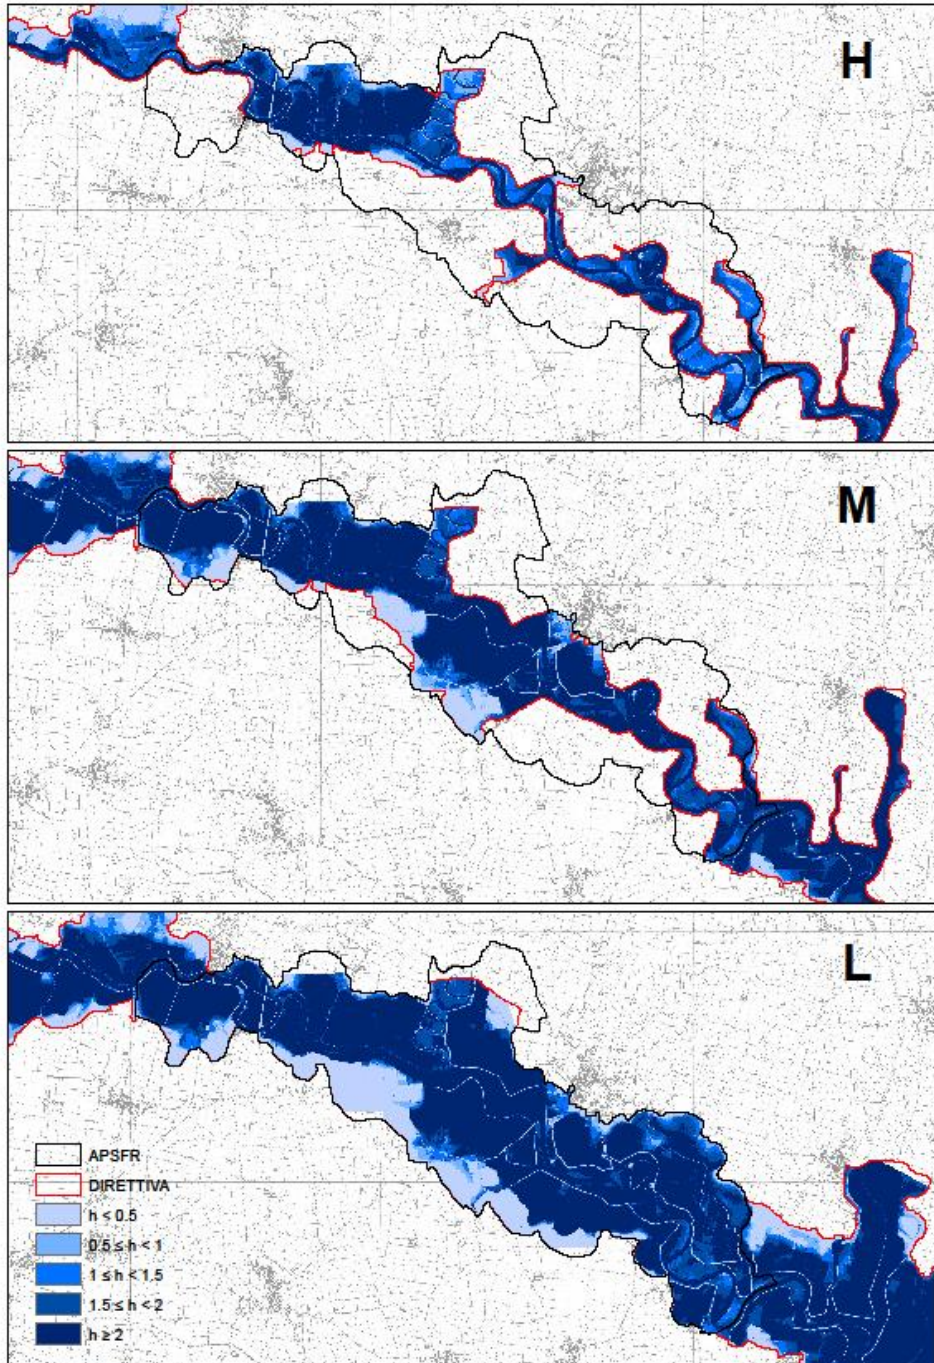 H
M
L
APSFR
DIRETTIVA
h < 0.5
0.5 ≤ h < 1
1 ≤ h < 1.5
1.5 ≤ h < 2
h ≥ 2